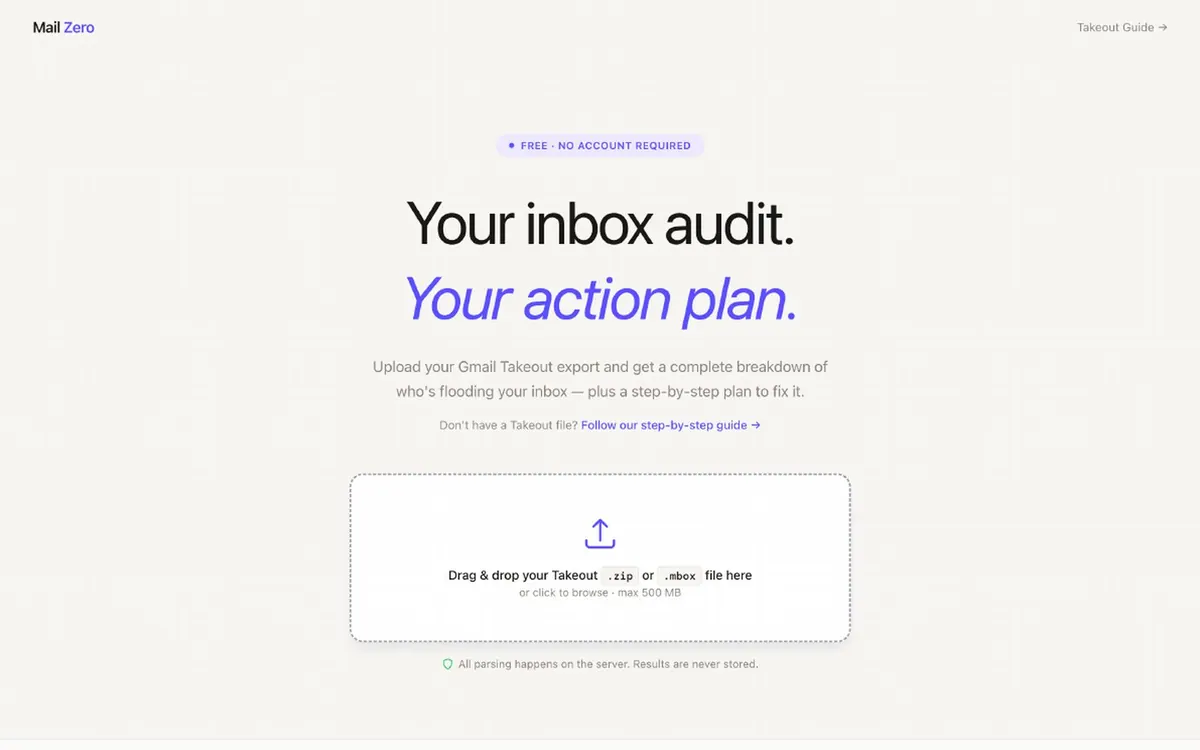 Mail Zero
Takeout Guide →
FREE · NO ACCOUNT REQUIRED
Your inbox audit.
Your action plan.
Upload your Gmail Takeout export and get a complete breakdown of
who's flooding your inbox — plus a step-by-step plan to fix it.
Don't have a Takeout file? Follow our step-by-step guide →
Drag & drop your Takeout .zip or .mbox file here
or click to browse · max 500 MB
All parsing happens on the server. Results are never stored.